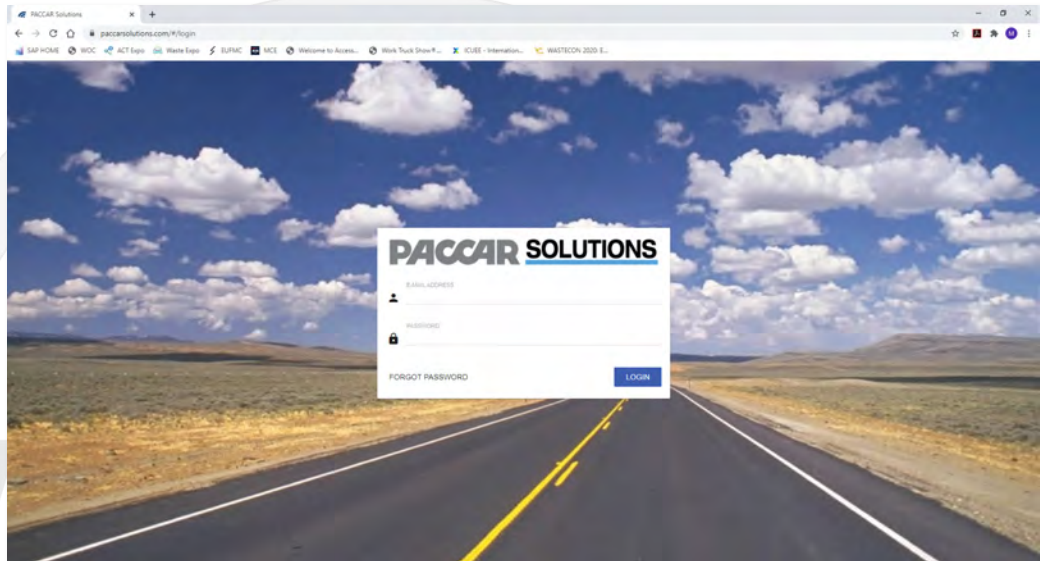 PACCAR Solutions
paccarsolutions.com/#/login
SAP HOME WOC ACT Expo Waste Expo EUFMC MCE Welcome to Access... Work Truck Show®... ICUEE - Internation... WASTECON 2020. E...
PACCAR SOLUTIONS
E-MAIL ADDRESS
PASSWORD
FORGOT PASSWORD LOGIN